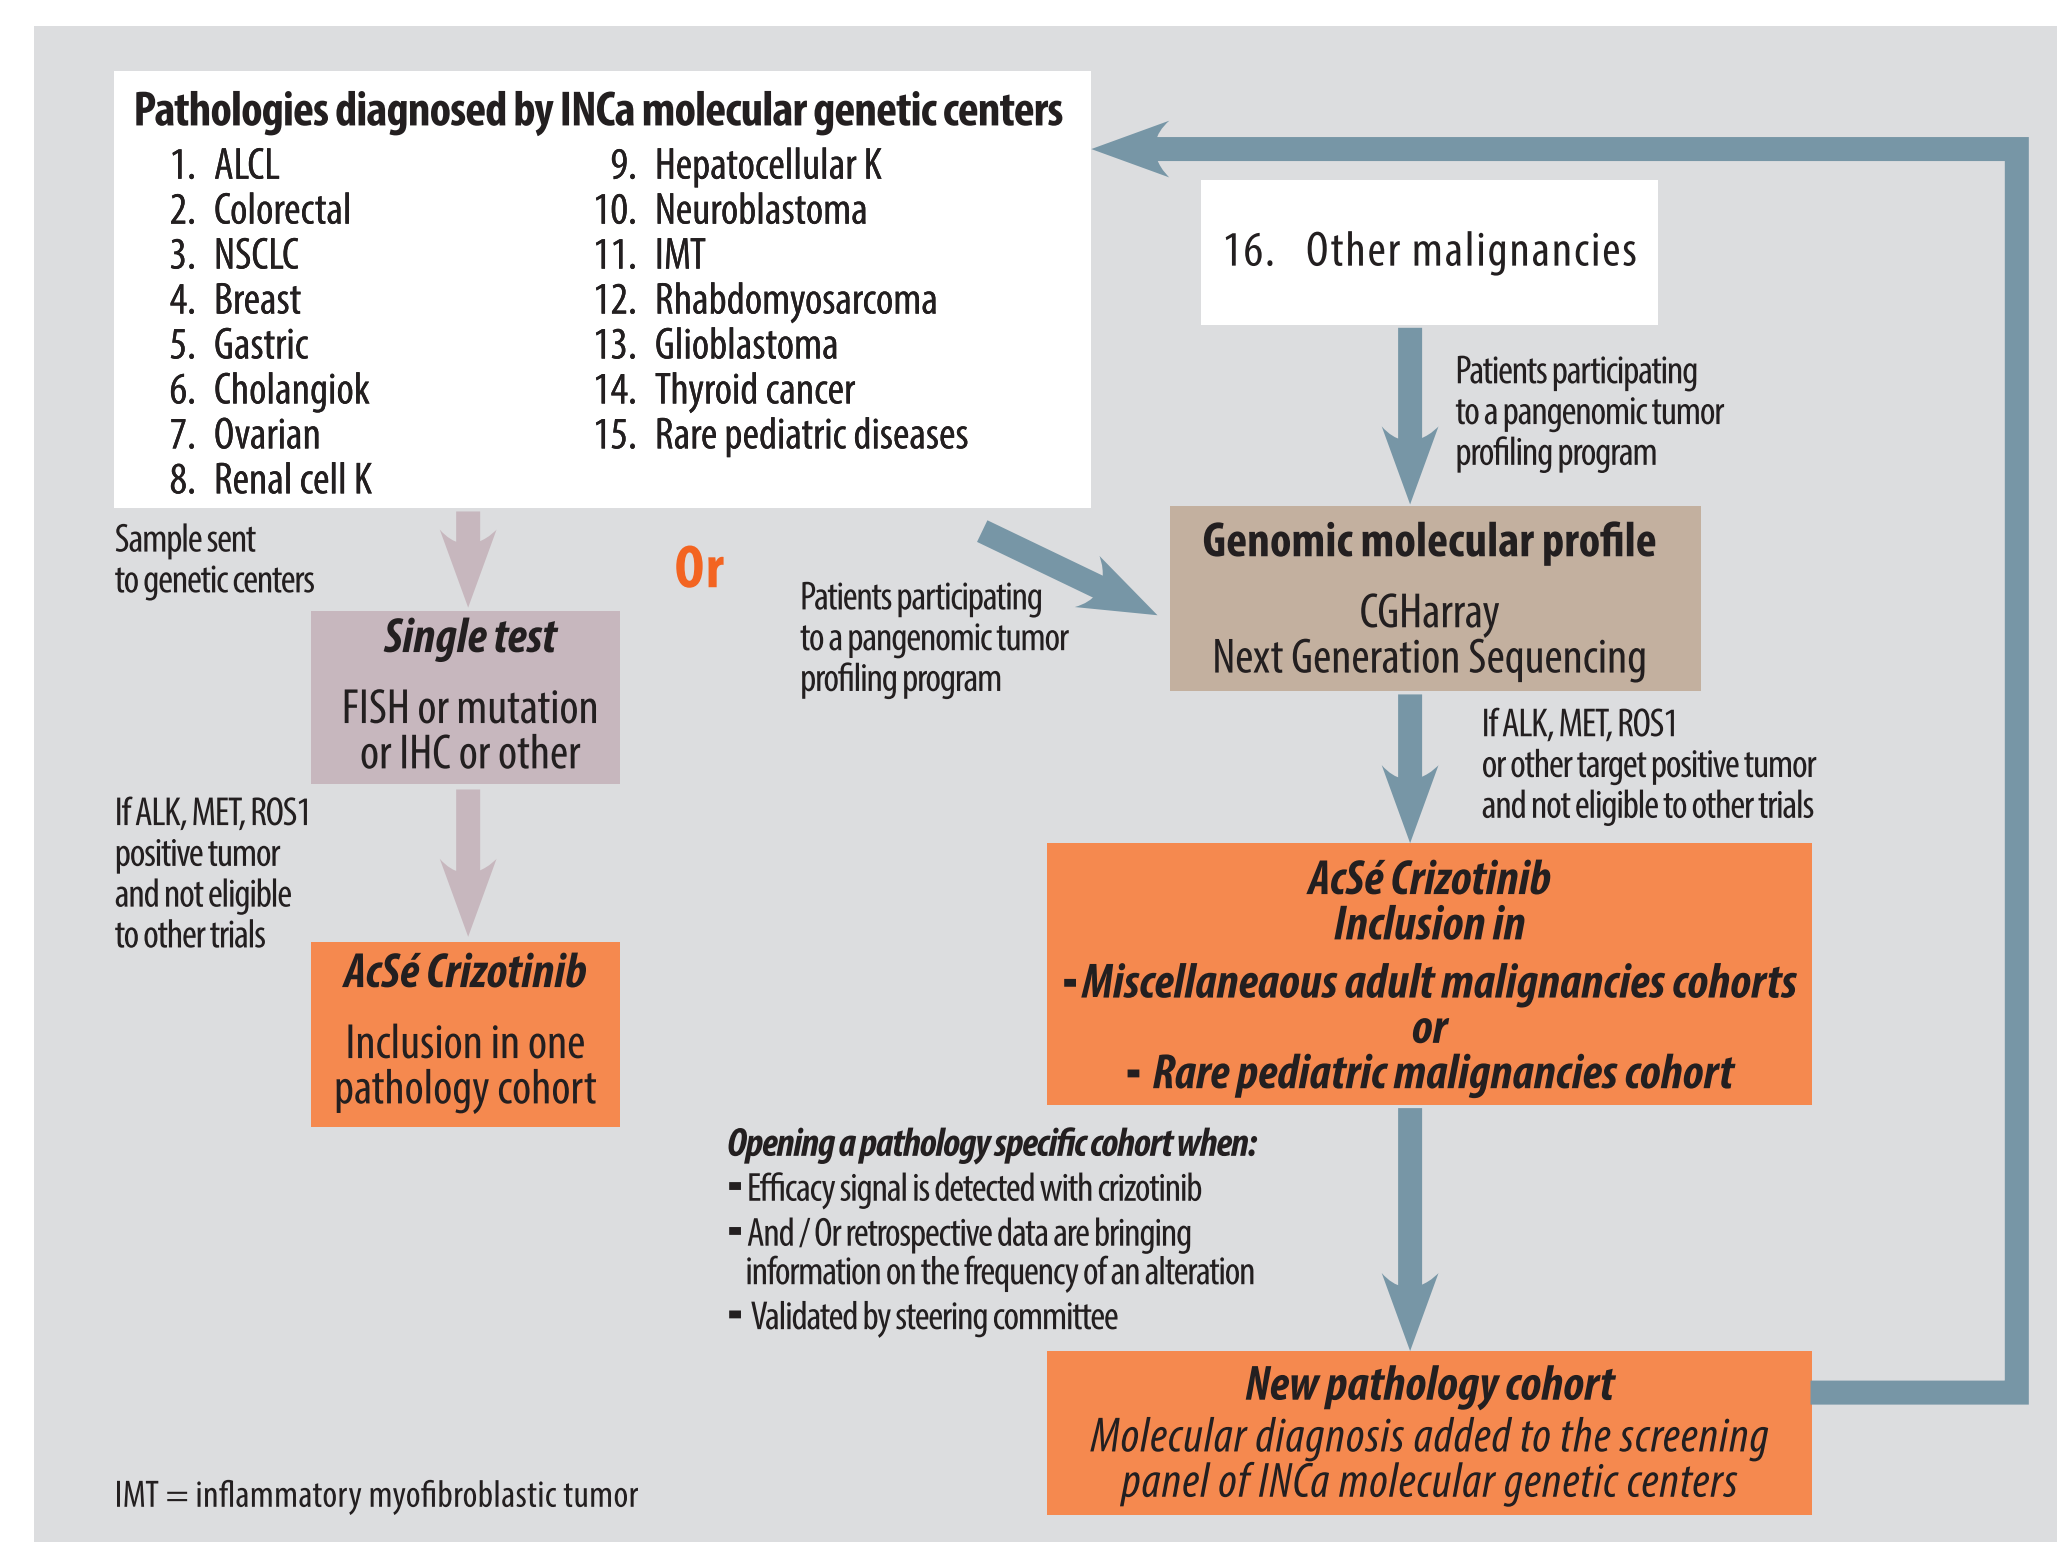 Pathologies diagnosed by INCa molecular genetic centers
1. ALCL
2. Colorectal
3. NSCLC
4. Breast
5. Gastric
6. Cholangiok
7. Ovarian
8. Renal cell K
9. Hepatocellular K
10. Neuroblastoma
11. IMT
12. Rhabdomyosarcoma
13. Glioblastoma
14. Thyroid cancer
15. Rare pediatric diseases
16. Other malignancies
Patients participating
to a pangenomic tumor
profiling program
Sample sent
to genetic centers
Or
Patients participating
to a pangenomic tumor
profiling program
Single test
FISH or mutation
or IHC or other
Genomic molecular profile
CGHarray
Next Generation Sequencing
If ALK, MET, ROS1
positive tumor
and not eligible
to other trials
If ALK, MET, ROS1
or other target positive tumor
and not eligible to other trials
AcSé Crizotinib
Inclusion in one
pathology cohort
AcSé Crizotinib
Inclusion in
- Miscellaneaous adult malignancies cohorts
or
- Rare pediatric malignancies cohort
Opening a pathology specific cohort when:
- Efficacy signal is detected with crizotinib
- And / Or retrospective data are bringing
information on the frequency of an alteration
- Validated by steering committee
New pathology cohort
Molecular diagnosis added to the screening
panel of INCa molecular genetic centers
IMT = inflammatory myofibroblastic tumor